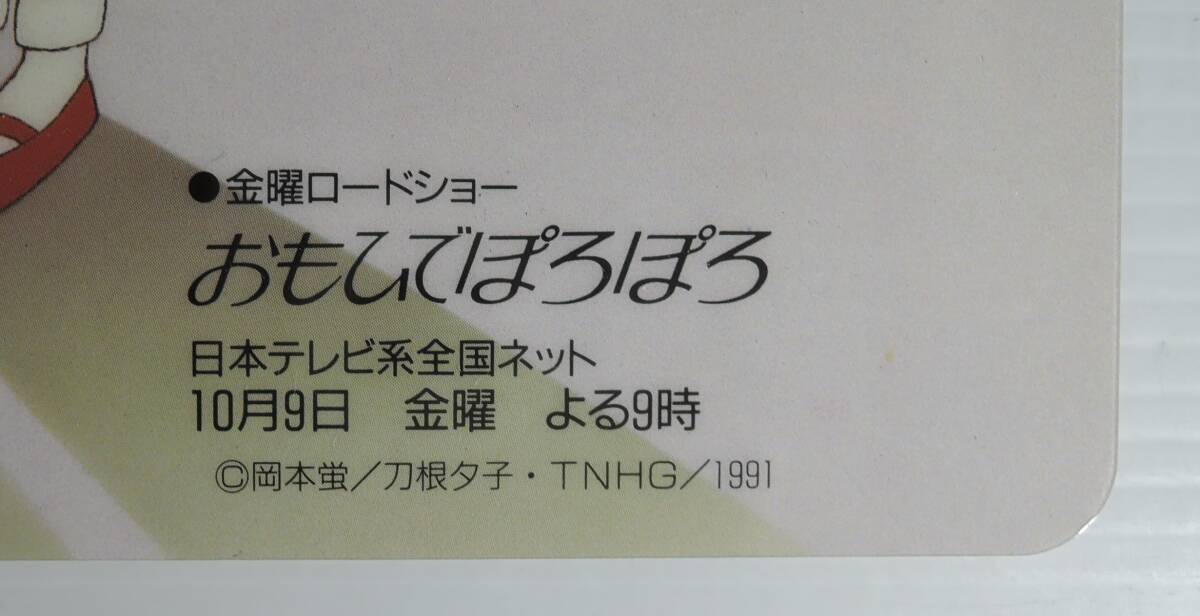 ●金曜ロードショー
おもひでぽろぽろ
日本テレビ系全国ネット
10月9日　金曜　よる9時
©岡本蛍／刀根夕子・TNHG／1991